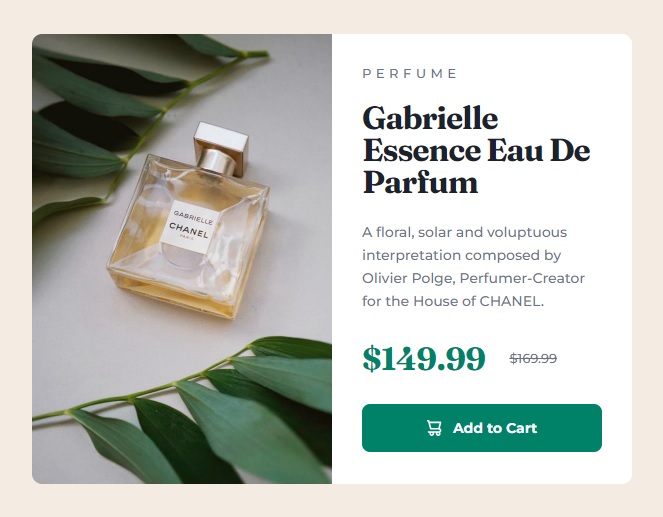 GABRIELLE
CHANEL
PARIS
PERFUME
Gabrielle
Essence Eau De
Parfum
A floral, solar and voluptuous
interpretation composed by
Olivier Polge, Perfumer-Creator
for the House of CHANEL.
$149.99 $169.99
Add to Cart